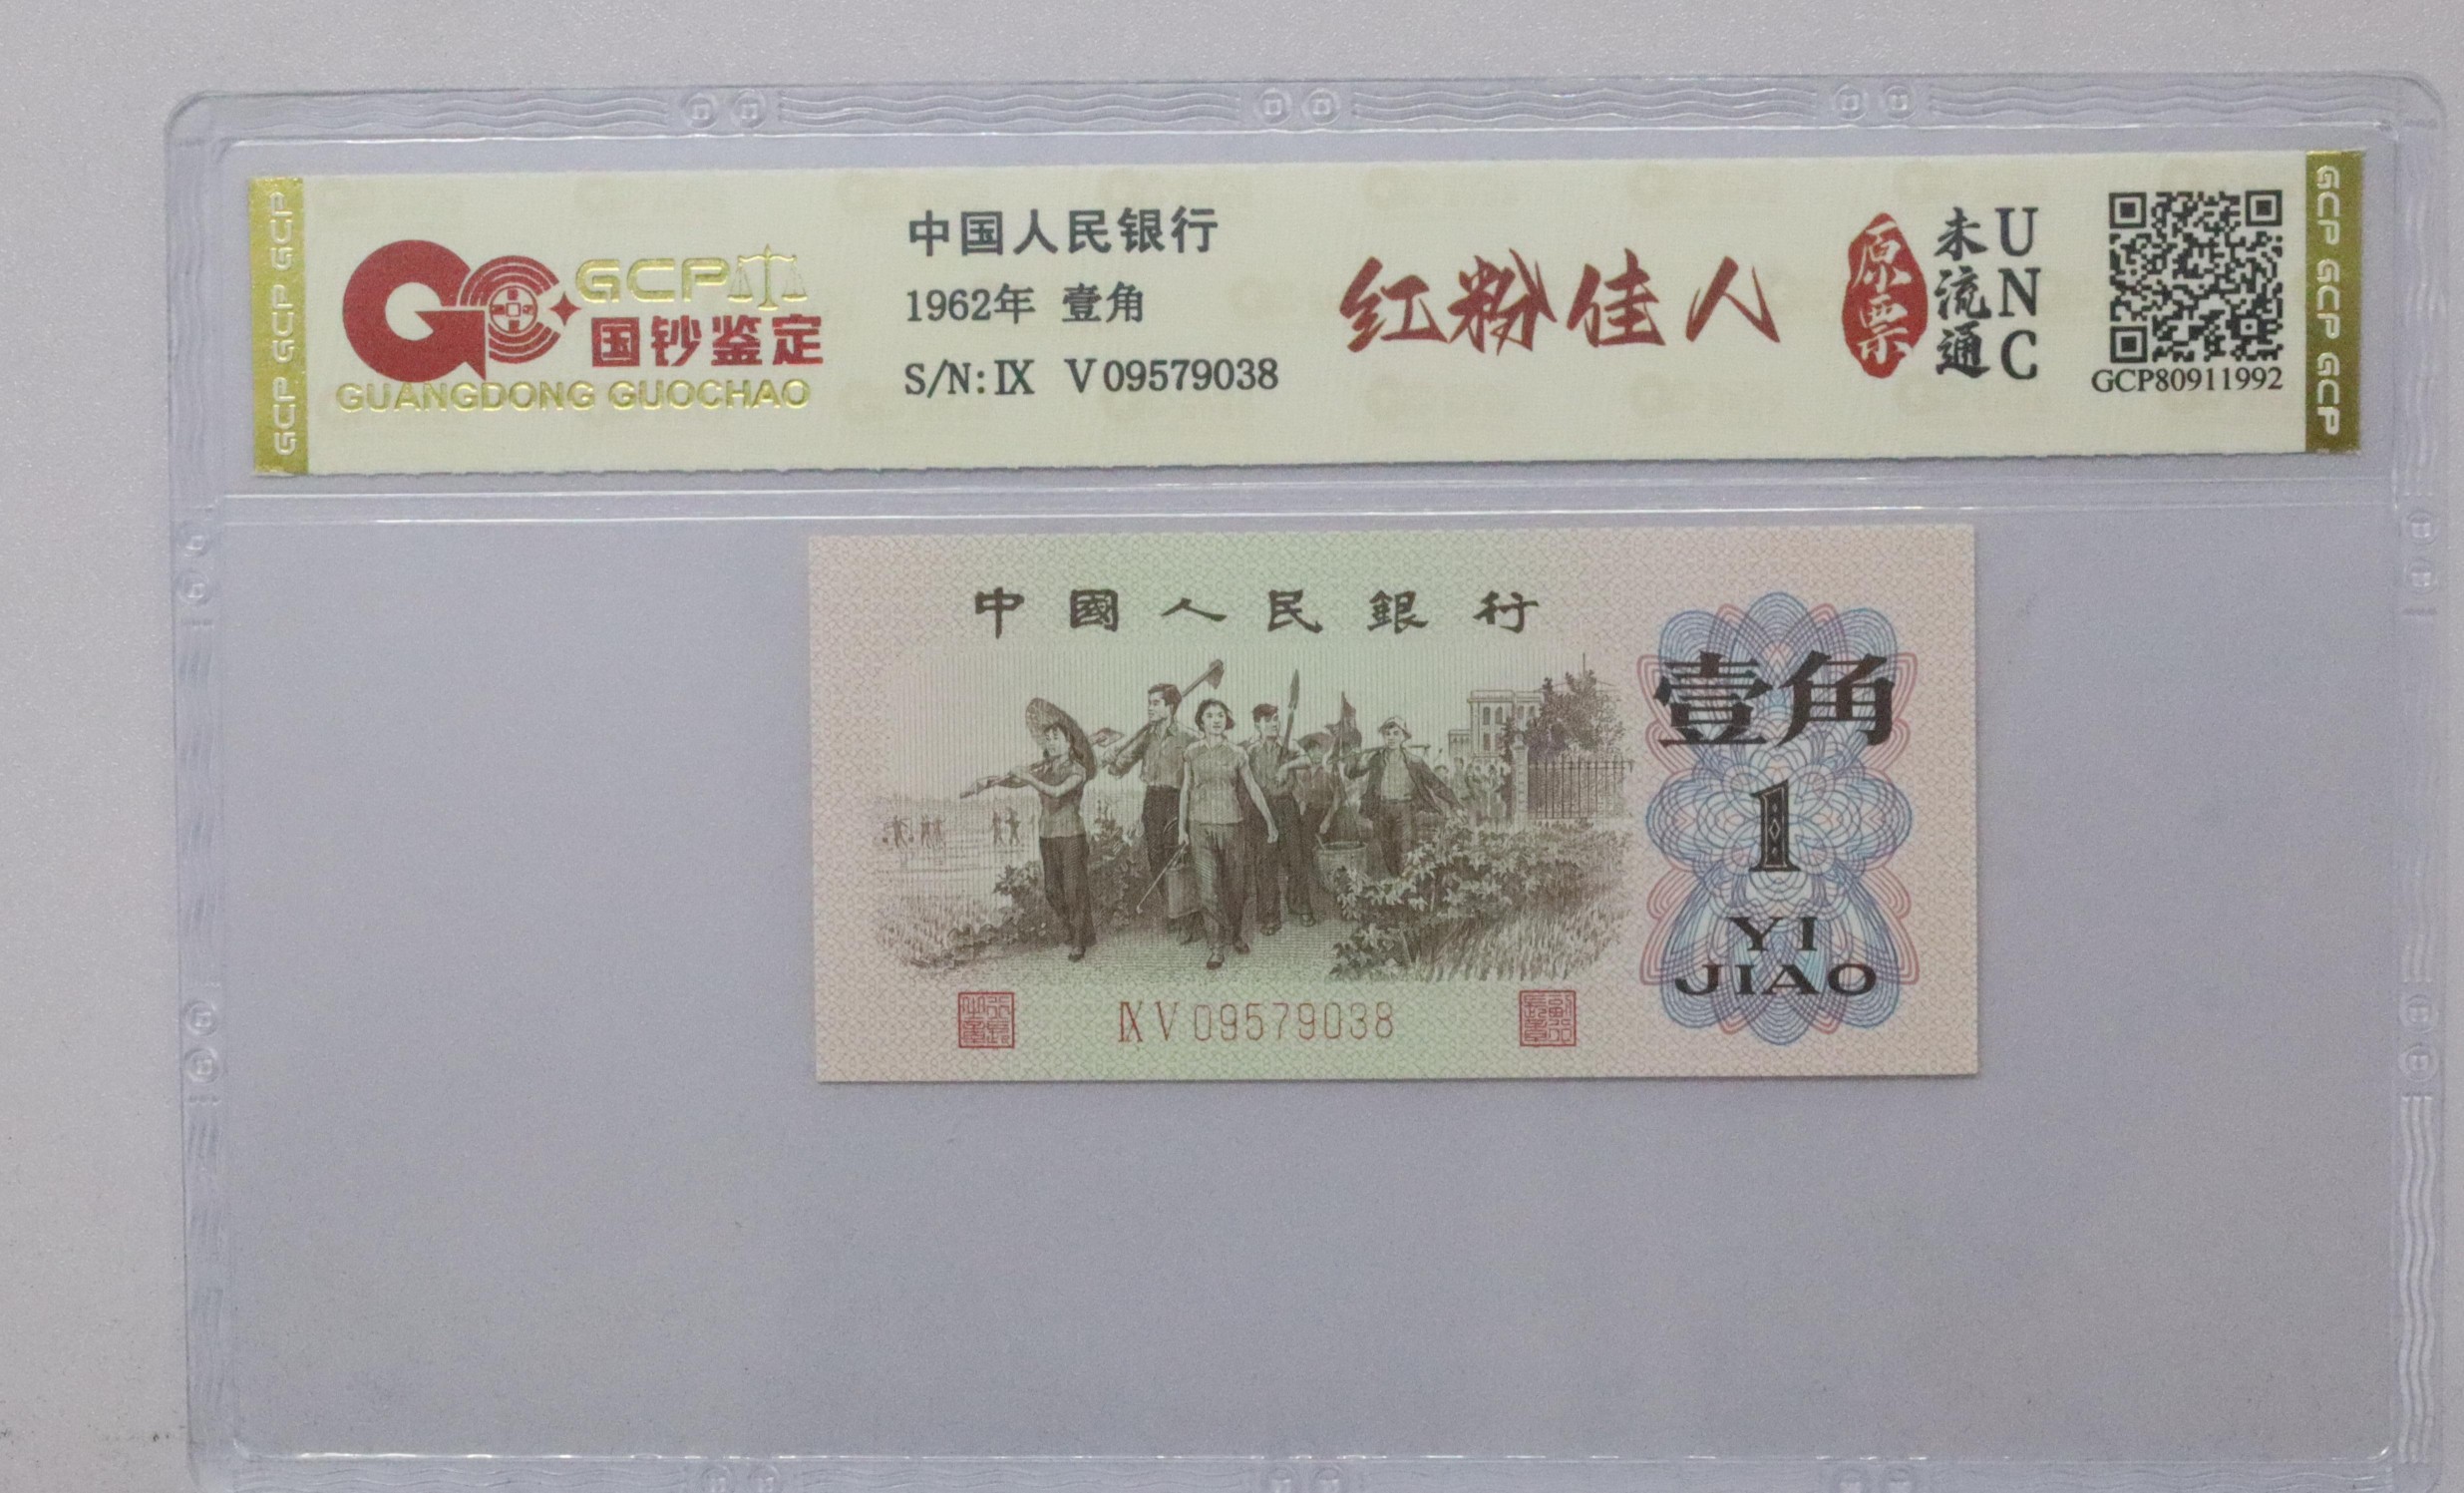 GCP GCP GCP
GCP
国钞鉴定
GUANGDONG GUOCHAO
中国人民银行
1962年 壹角
S/N: IX V 09579038
红粉佳人
原票
未流通
UNC
GCP80911992
GCP GCP GCP
中國人民銀行
壹角
1
YI
JIAO
IX V 09579038